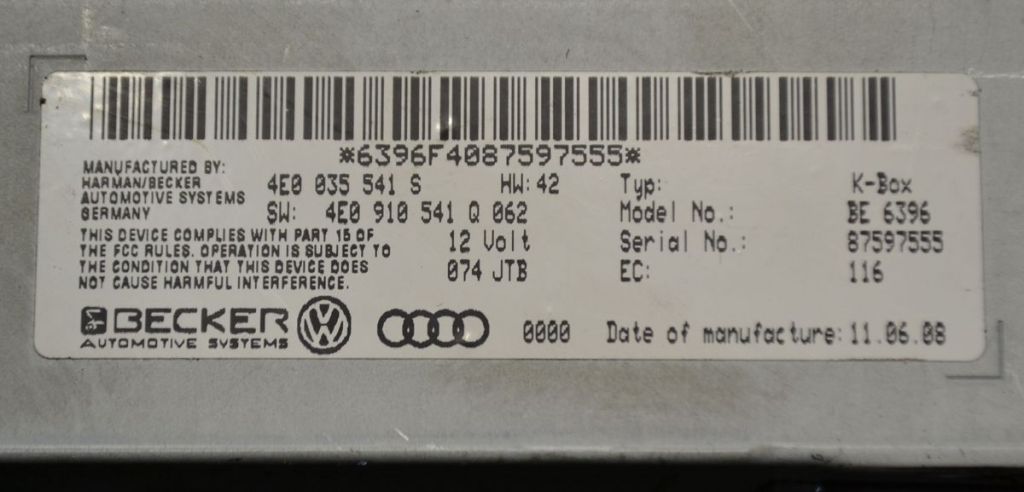 *6396F4087597555*
MANUFACTURED BY:
HARMAN/BECKER
AUTOMOTIVE SYSTEMS
GERMANY
4E0 035 541 S HW: 42
SW: 4E0 910 541 Q 062
12 Volt
074 JTB
THIS DEVICE COMPLIES WITH PART 15 OF
THE FCC RULES. OPERATION IS SUBJECT TO
THE CONDITION THAT THIS DEVICE DOES
NOT CAUSE HARMFUL INTERFERENCE.
Typ: K-Box
Model No.: BE 6396
Serial No.: 87597555
EC: 116
BECKER
AUTOMOTIVE SYSTEMS
0000
Date of manufacture: 11.06.08